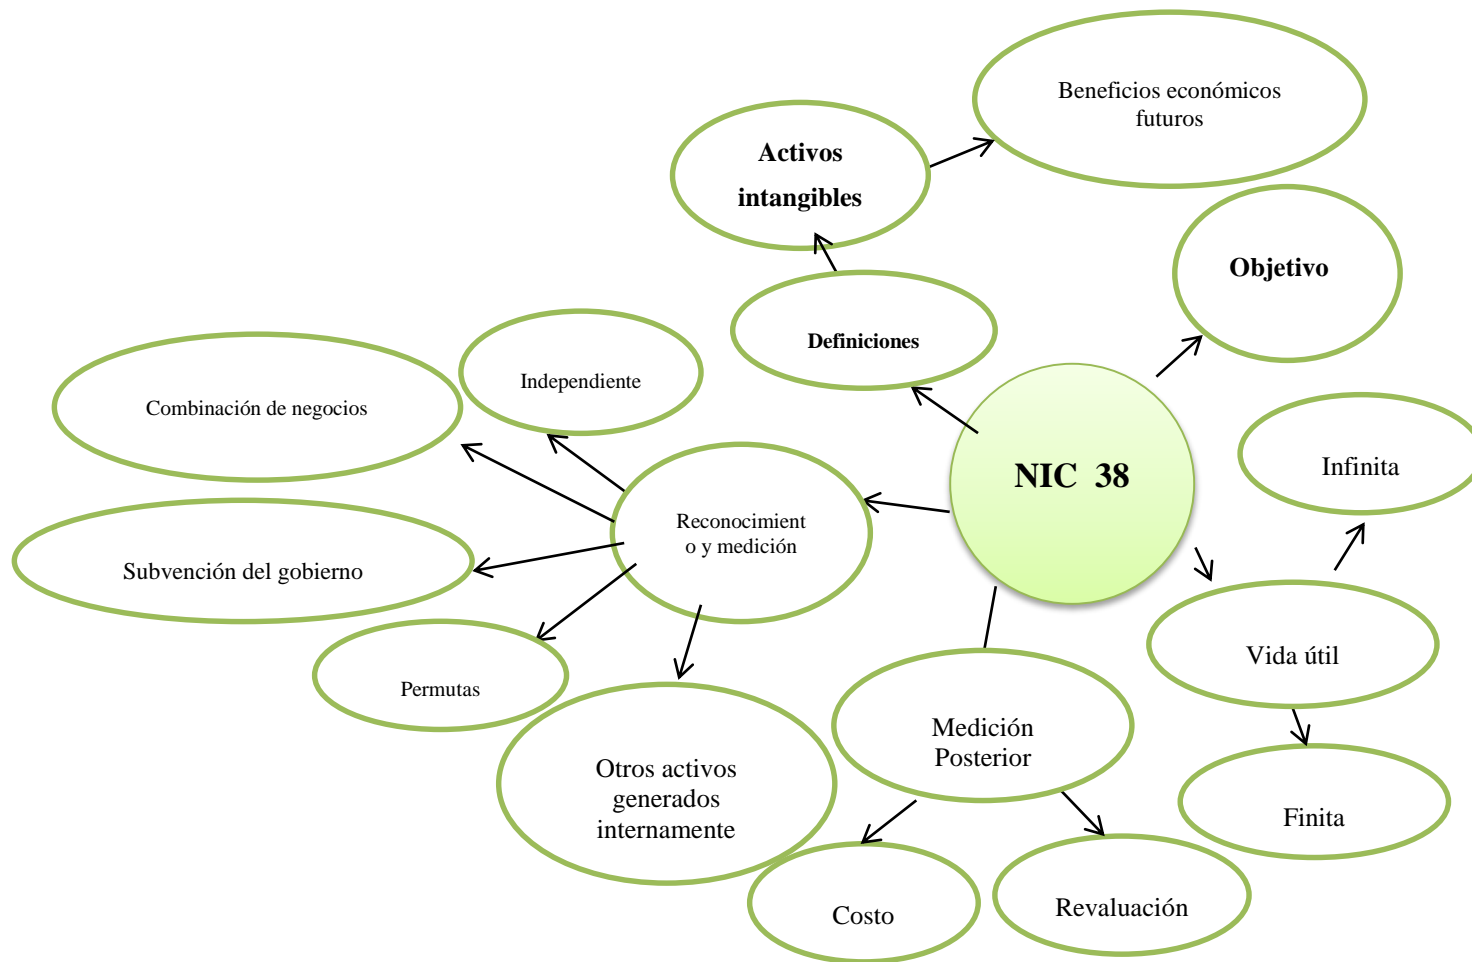 Beneficios económicos
futuros
Activos
intangibles
Objetivo
Definiciones
Independiente
Combinación de negocios
Infinita
NIC 38
Reconocimient
o y medición
Subvención del gobierno
Vida útil
Permutas
Medición
Posterior
Otros activos
generados
internamente
Finita
Costo
Revaluación